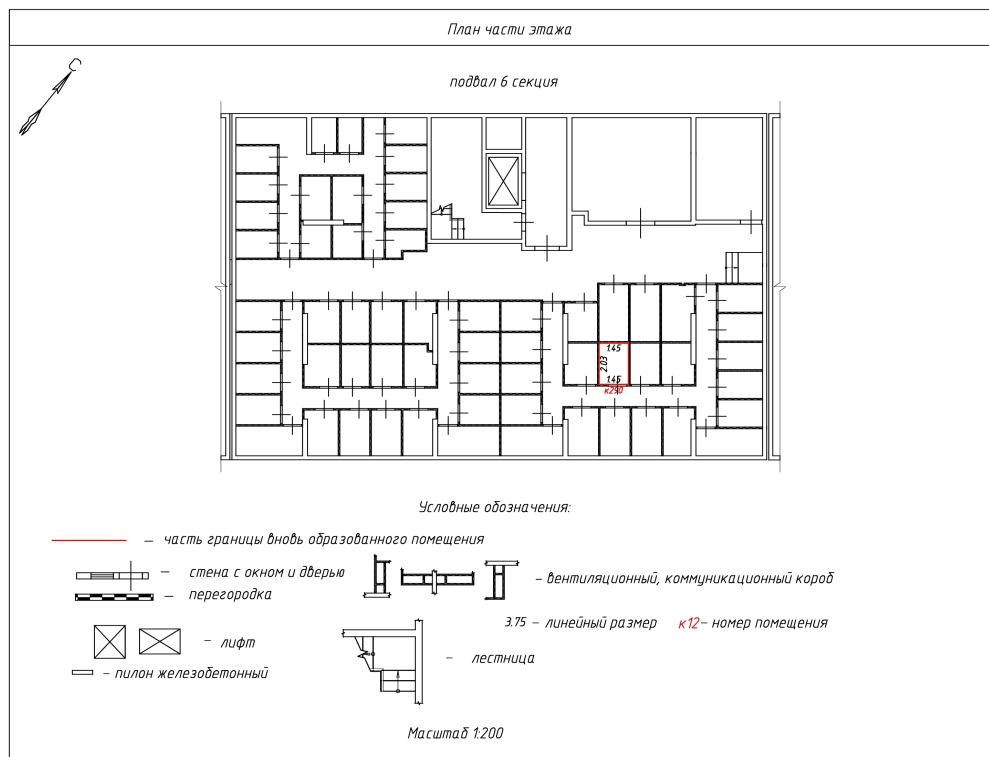 План части этажа
С
подвал 6 секция
1.45
2.03
1.45
к290
Условные обозначения:
– часть границы вновь образованного помещения
– стена с окном и дверью
– вентиляционный, коммуникационный короб
– перегородка
3.75 – линейный размер к12 – номер помещения
– лифт
– лестница
– пилон железобетонный
Масштаб 1:200